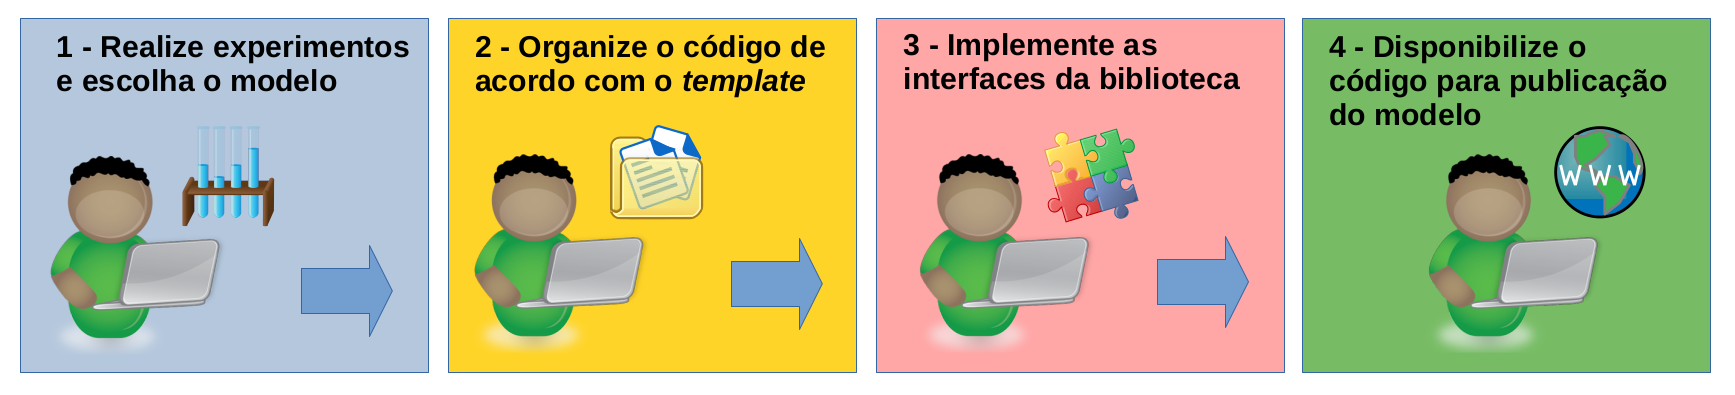 1 - Realize experimentos
e escolha o modelo
2 - Organize o código de
acordo com o template
3 - Implemente as
interfaces da biblioteca
4 - Disponibilize o
código para publicação
do modelo
WWW